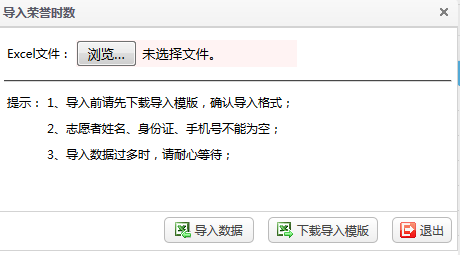 导入荣誉时数
Excel文件： 浏览... 未选择文件。
提示： 1、导入前请先下载导入模版，确认导入格式；
2、志愿者姓名、身份证、手机号不能为空；
3、导入数据过多时，请耐心等待；
导入数据 下载导入模版 退出